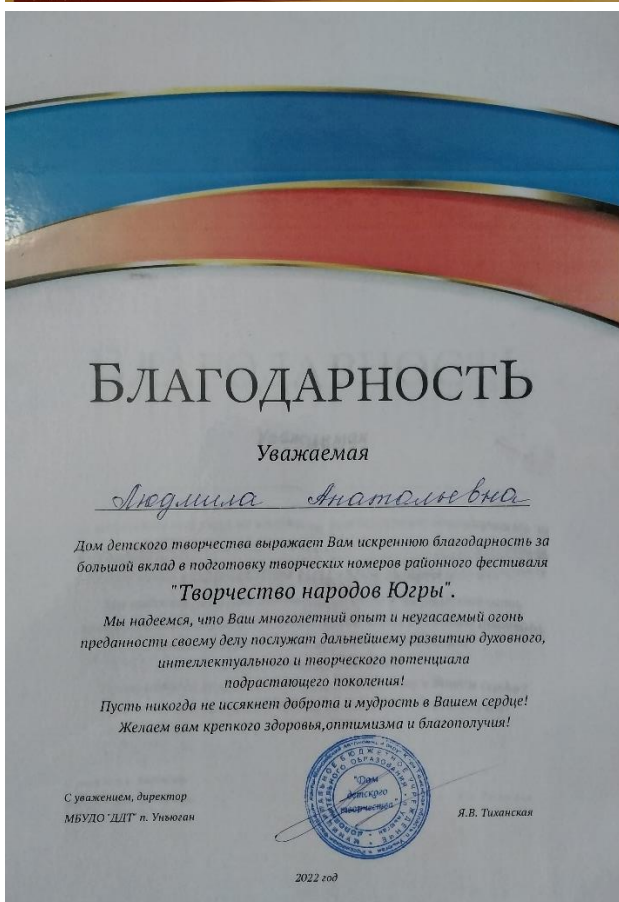 БЛАГОДАРНОСТЬ
Уважаемая
Людмила Анатольевна
Дом детского творчества выражает Вам искреннюю благодарность за
большой вклад в подготовку творческих номеров районного фестиваля
"Творчество народов Югры".
Мы надеемся, что Ваш многолетний опыт и неугасаемый огонь
преданности своему делу послужат дальнейшему развитию духовного,
интеллектуального и творческого потенциала
подрастающего поколения!
Пусть никогда не иссякнет доброта и мудрость в Вашем сердце!
Желаем вам крепкого здоровья,оптимизма и благополучия!
"Дом
детского
творчества"
С уважением, директор
МБУДО "ДДТ" п. Унъюган
Я.В. Тиханская
2022 год